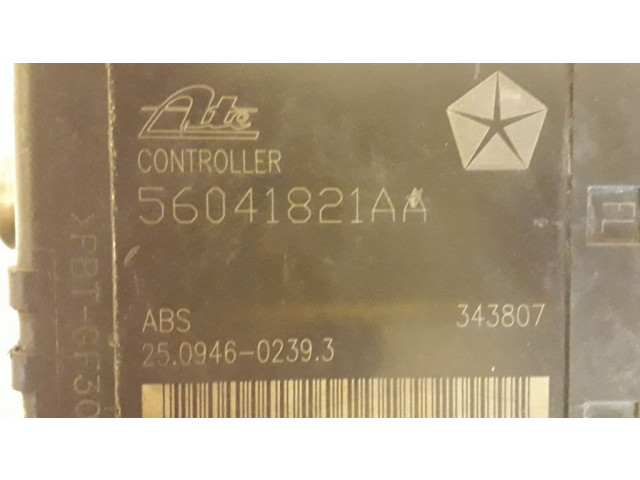 Ate
CONTROLLER
56041821AA
ABS
343807
25.0946-0239.3
>PBT-GF30